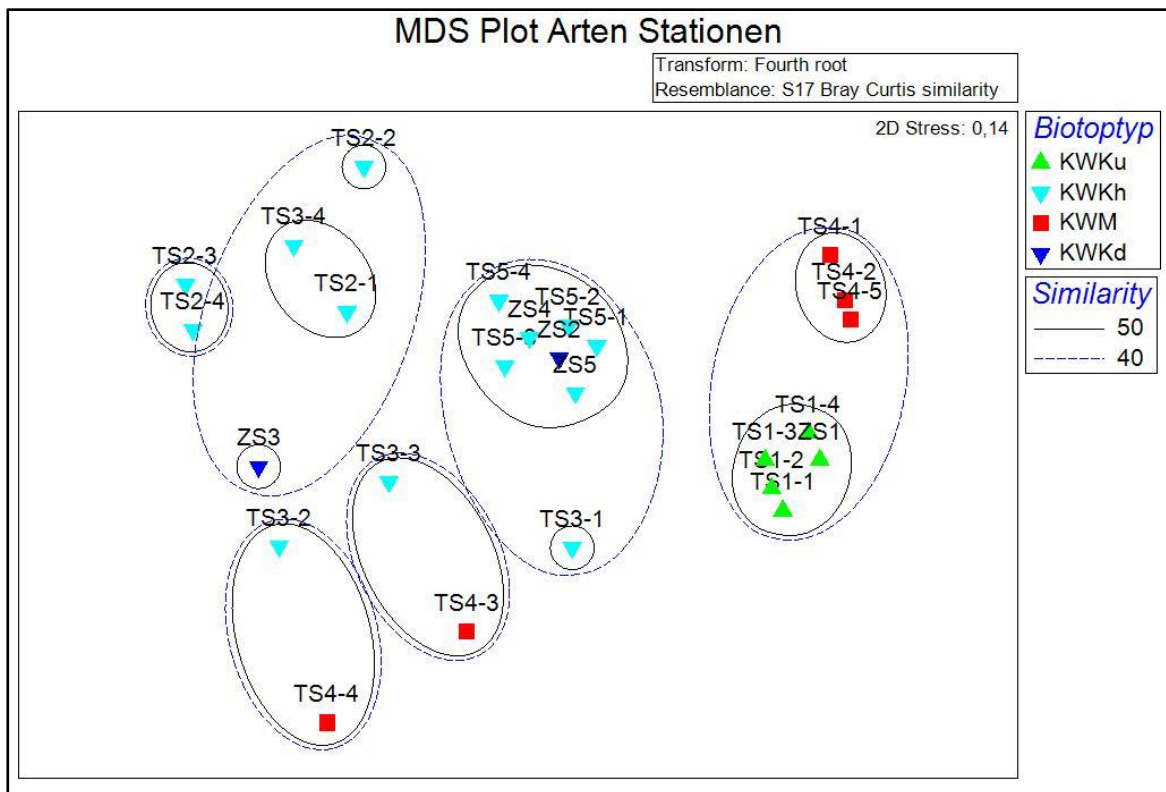 MDS Plot Arten Stationen
Transform: Fourth root
Resemblance: S17 Bray Curtis similarity
2D Stress: 0,14
Biotoptyp
KWKu
KWKh
KWM
KWKd
Similarity
50
40
TS2-2
TS3-4
TS2-3
TS2-1
TS2-4
TS4-1
TS4-2
TS4-5
TS5-4
TS5-2
ZS4
TS5-1
ZS2
TS5-3
ZS5
TS1-4
TS1-3
ZS1
TS1-2
TS1-1
ZS3
TS3-3
TS3-2
TS3-1
TS4-3
TS4-4